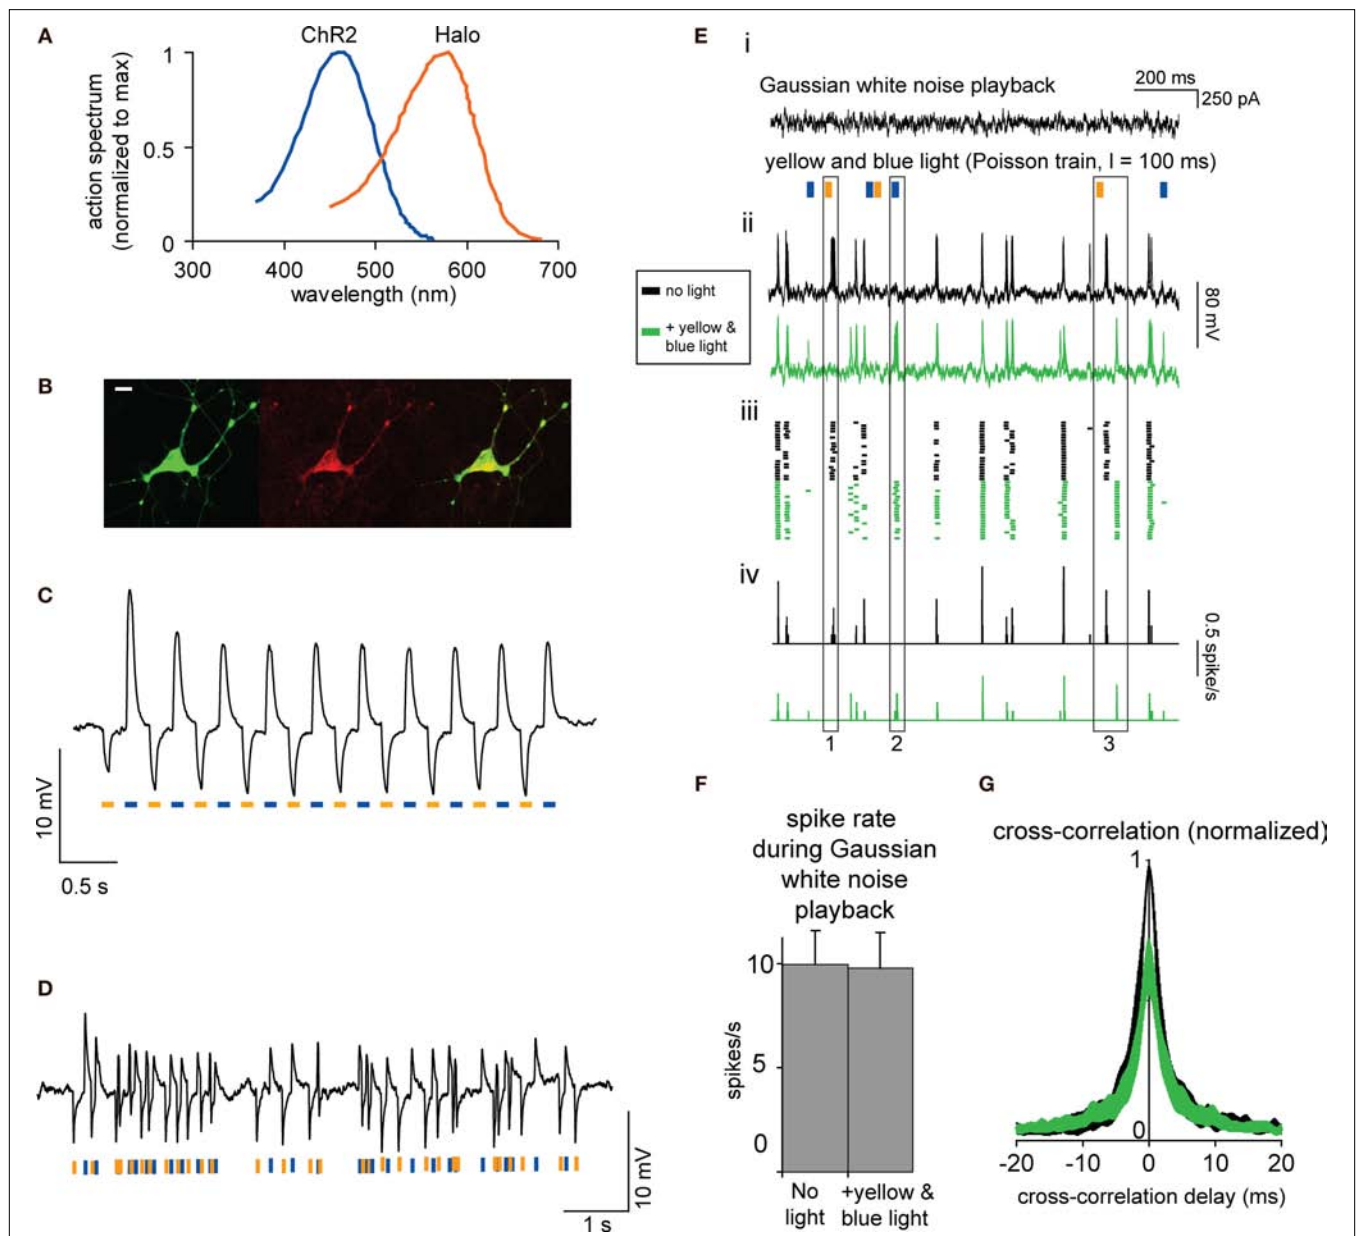 A
ChR2
Halo
action spectrum
(normalized to max)
1
0.5
0
300
400
500
600
700
wavelength (nm)
B
C
10 mV
0.5 s
D
10 mV
1 s
E
i
200 ms
250 pA
Gaussian white noise playback
yellow and blue light (Poisson train, l = 100 ms)
ii
no light
+ yellow &
blue light
80 mV
iii
iv
0.5 spike/s
1
2
3
F
spike rate
during Gaussian
white noise
playback
spikes/s
10
5
0
No
light
+yellow &
blue light
G
cross-correlation (normalized)
1
0
-20
-10
0
10
20
cross-correlation delay (ms)